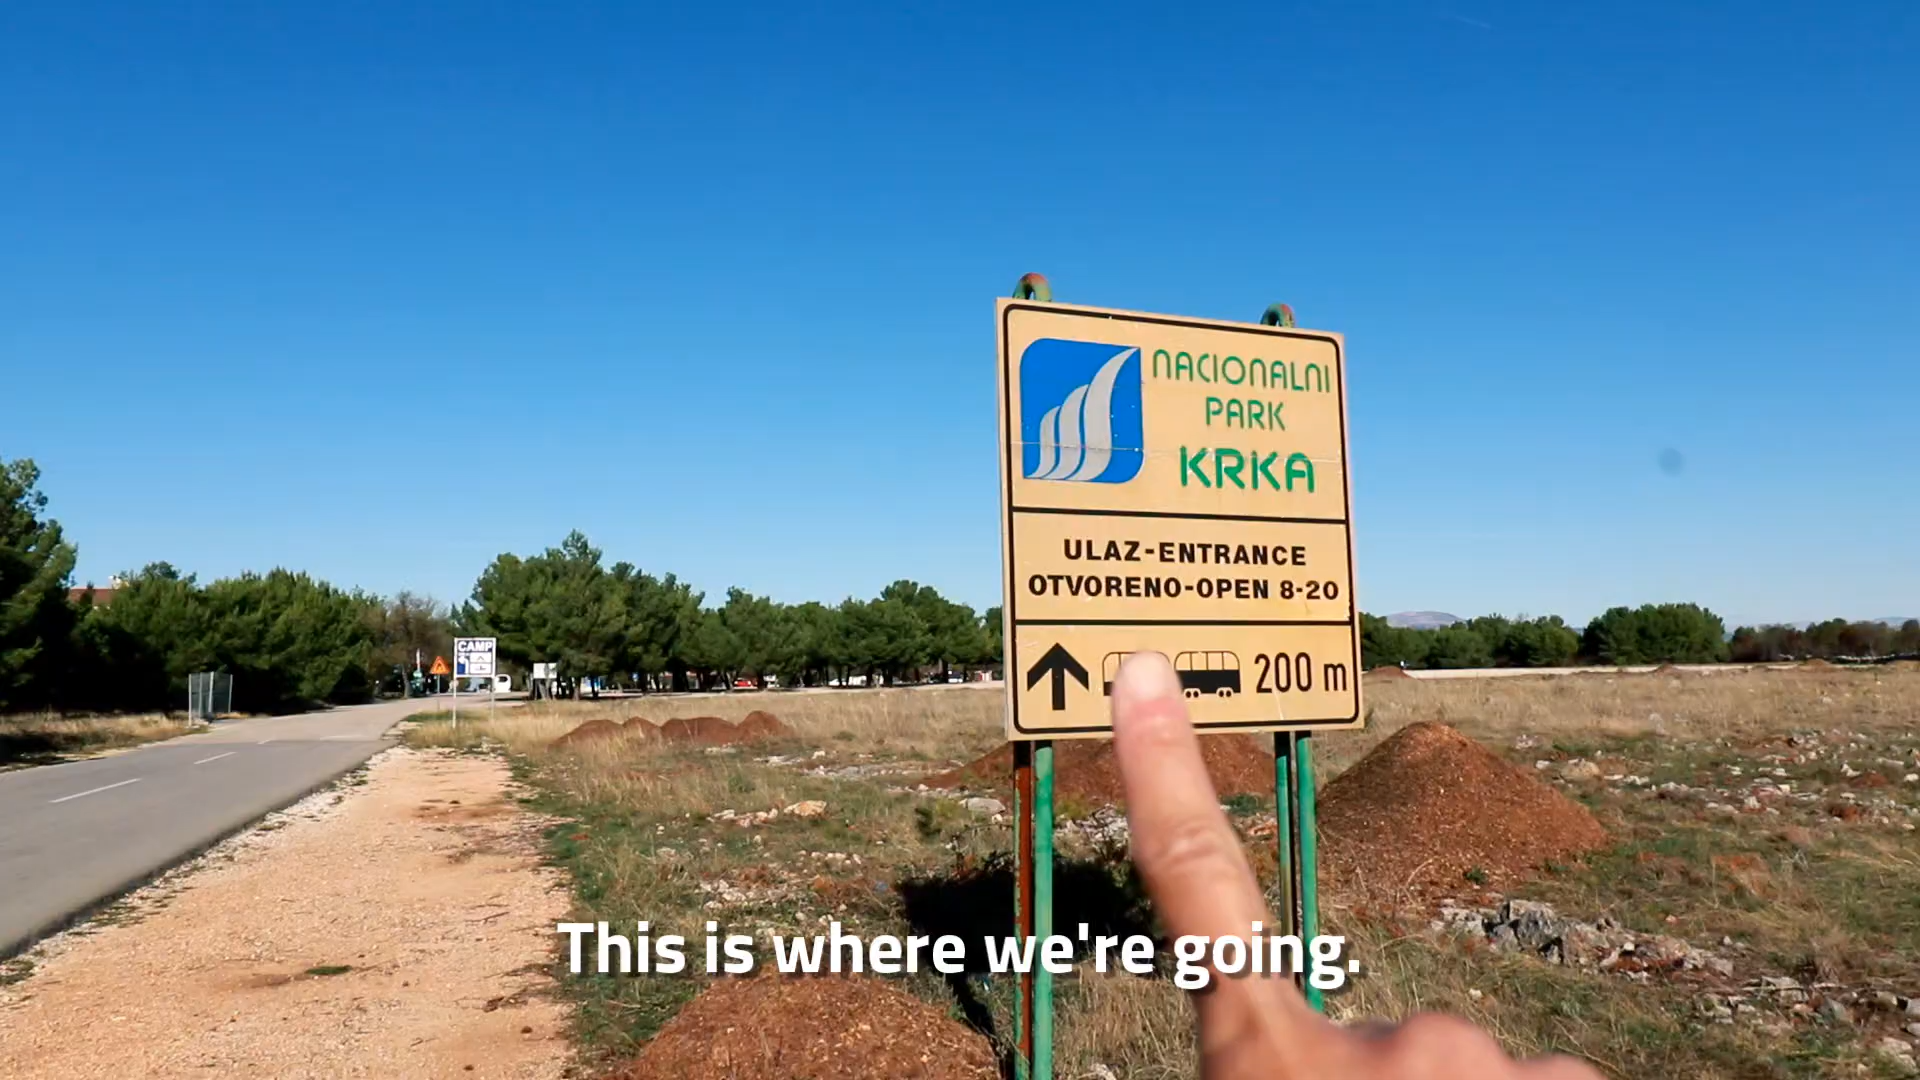 NACIONALNI
PARK
KRKA
ULAZ-ENTRANCE
OTVORENO-OPEN 8-20
200 m
CAMP
This is where we're going.